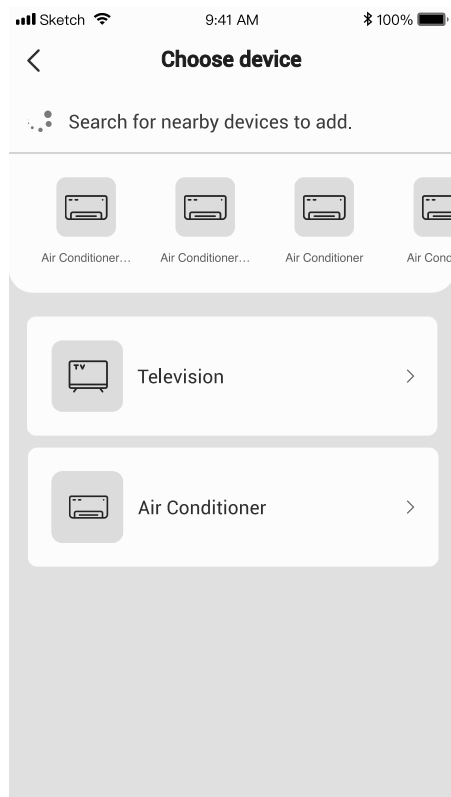 Sketch 9:41 AM 100%
Choose device
Search for nearby devices to add.
Air Conditioner... Air Conditioner... Air Conditioner Air Conc
TV Television
Air Conditioner